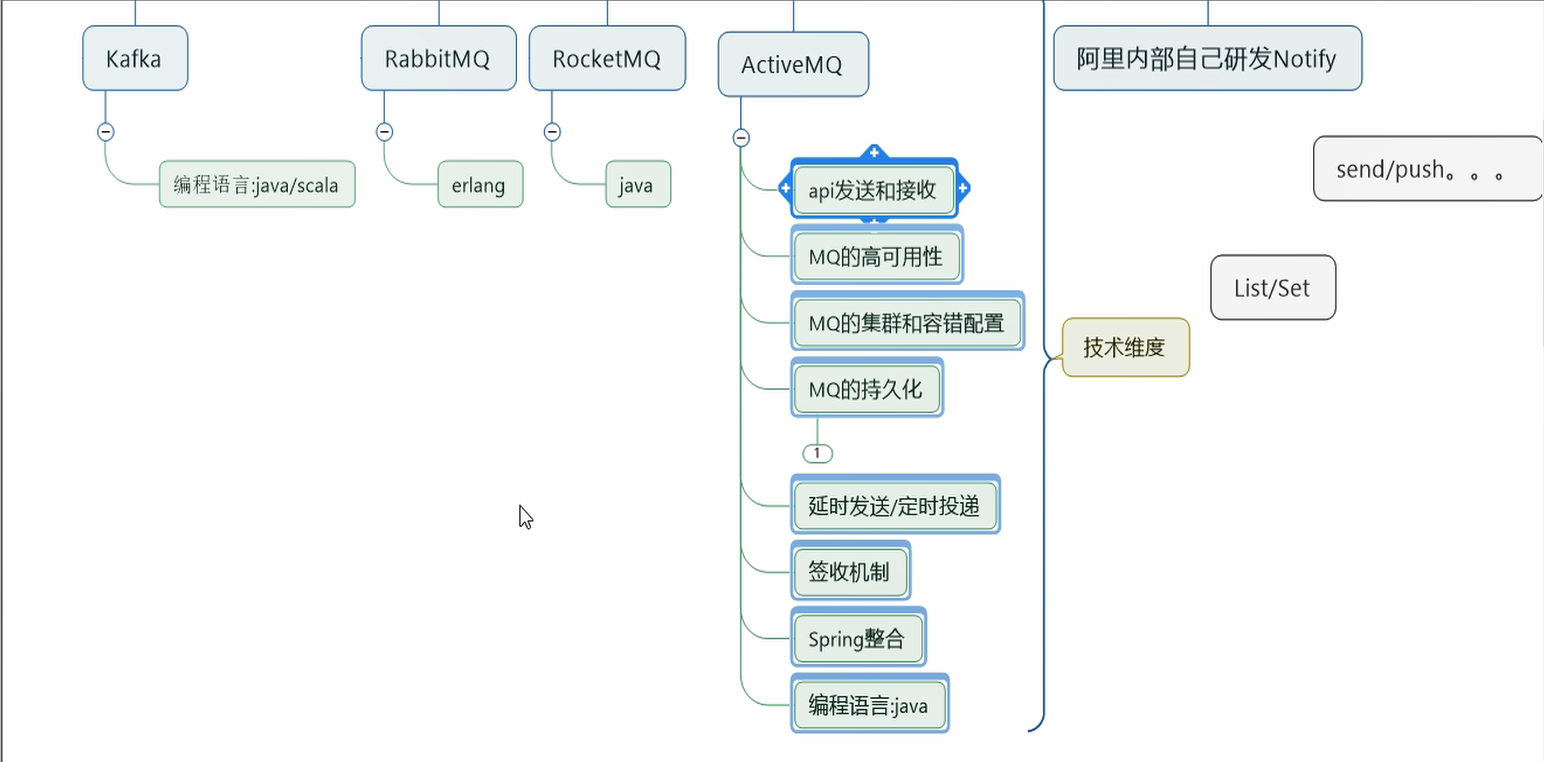 Kafka
RabbitMQ
RocketMQ
ActiveMQ
阿里内部自己研发Notify
编程语言:java/scala
erlang
java
api发送和接收
MQ的高可用性
MQ的集群和容错配置
MQ的持久化
1
延时发送/定时投递
签收机制
Spring整合
编程语言:java
send/push。。。
List/Set
技术维度